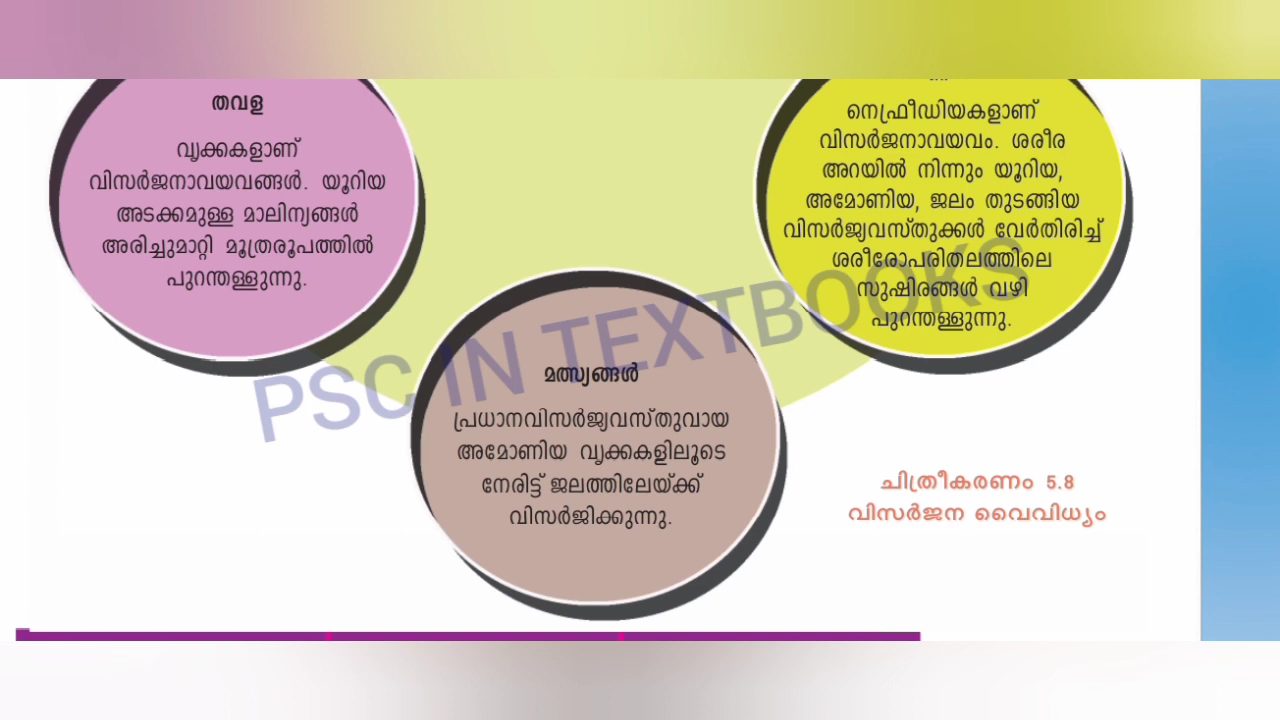 തവള
വൃക്കകളാണ്
വിസർജനാവയവങ്ങൾ. യൂറിയ
അടക്കമുള്ള മാലിന്യങ്ങൾ
അരിച്ചുമാറ്റി മൂത്രരൂപത്തിൽ
പുറന്തള്ളുന്നു.
നെഫ്രീഡിയകളാണ്
വിസർജനാവയവം. ശരീര
അറയിൽ നിന്നും യൂറിയ,
അമോണിയ, ജലം തുടങ്ങിയ
വിസർജ്യവസ്തുക്കൾ വേർതിരിച്ച്
ശരീരോപരിതലത്തിലെ
സുഷിരങ്ങൾ വഴി
പുറന്തള്ളുന്നു.
മത്സ്യങ്ങൾ
പ്രധാനവിസർജ്യവസ്തുവായ
അമോണിയ വൃക്കകളിലൂടെ
നേരിട്ട് ജലത്തിലേയ്ക്ക്
വിസർജിക്കുന്നു.
ചിത്രീകരണം 5.8
വിസർജന വൈവിധ്യം
PSC IN TEXTBOOKS